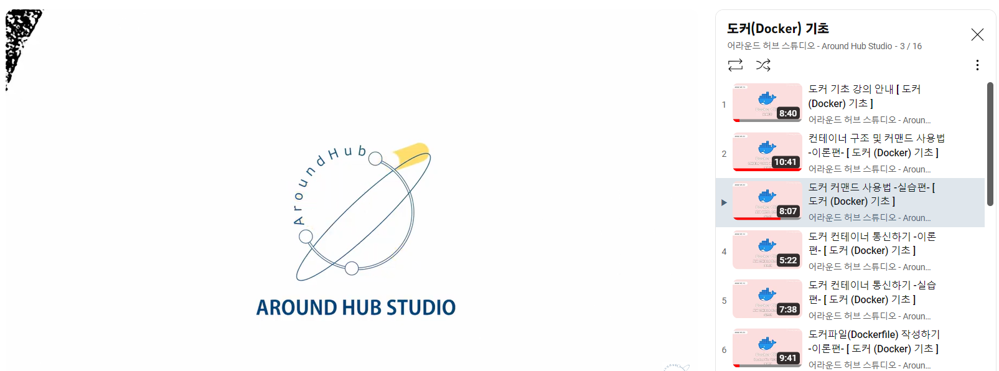 AroundHub
AROUND HUB STUDIO
도커(Docker) 기초
어라운드 허브 스튜디오 - Around Hub Studio - 3 / 16
1
8:40
도커 기초 강의 안내 [ 도커
(Docker) 기초 ]
어라운드 허브 스튜디오 - Aroun...
2
10:41
컨테이너 구조 및 커맨드 사용법
-이론편- [ 도커 (Docker) 기초 ]
어라운드 허브 스튜디오 - Aroun...
8:07
도커 커맨드 사용법 -실습편- [
도커 (Docker) 기초 ]
어라운드 허브 스튜디오 - Aroun...
4
5:22
도커 컨테이너 통신하기 -이론
편- [ 도커 (Docker) 기초 ]
어라운드 허브 스튜디오 - Aroun...
5
7:38
도커 컨테이너 통신하기 -실습
편- [ 도커 (Docker) 기초 ]
어라운드 허브 스튜디오 - Aroun...
6
9:41
도커파일(Dockerfile) 작성하기
-이론편- [ 도커 (Docker) 기초 ]
어라운드 허브 스튜디오 - Aroun...